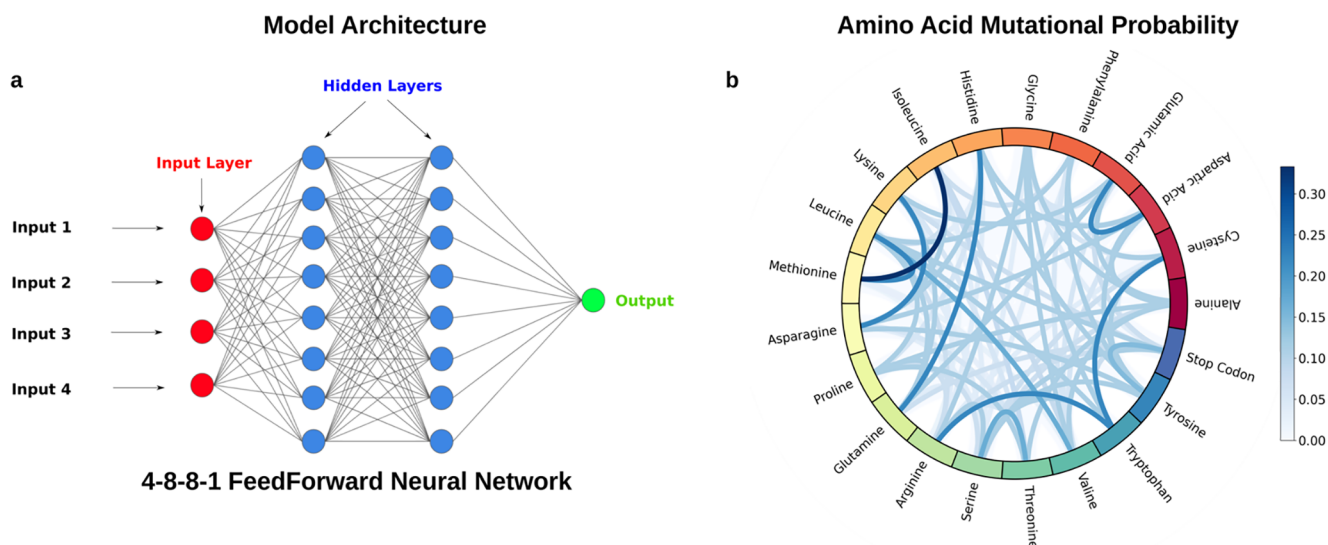 Model Architecture
a
Hidden Layers
Input Layer
Input 1
Input 2
Input 3
Input 4
Output
4-8-8-1 FeedForward Neural Network
Amino Acid Mutational Probability
b
Glycine
Phenylalanine
Glutamic Acid
Aspartic Acid
Cysteine
Alanine
Stop Codon
Tyrosine
Tryptophan
Valine
Threonine
Serine
Arginine
Glutamine
Proline
Asparagine
Methionine
Leucine
Lysine
Isoleucine
Histidine
0.30
0.25
0.20
0.15
0.10
0.05
0.00